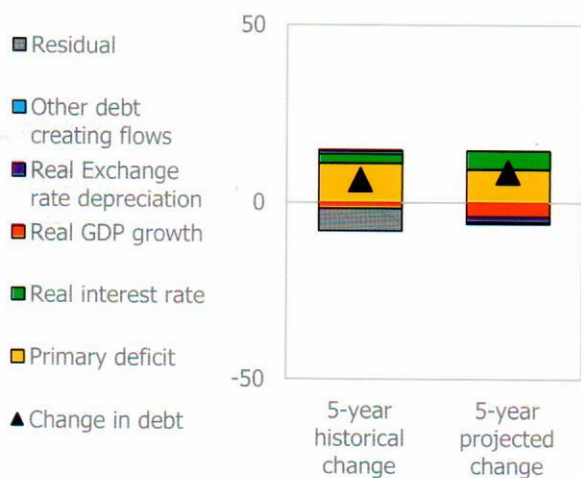 50
0
-50
Residual
Other debt
creating flows
Real Exchange
rate depreciation
Real GDP growth
Real interest rate
Primary deficit
Change in debt
5-year
historical
change
5-year
projected
change